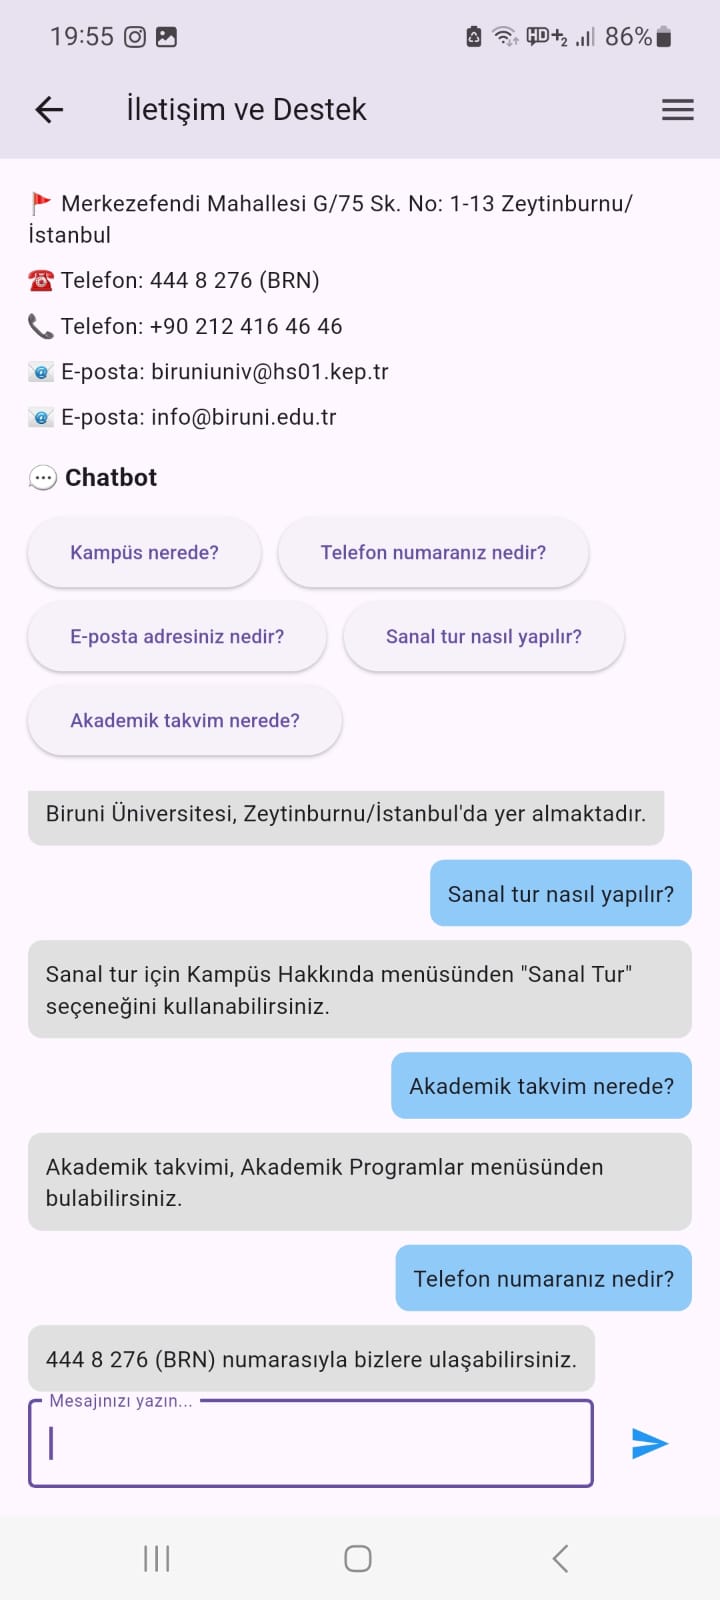 19:55
HD+2
86%
İletişim ve Destek
Merkezefendi Mahallesi G/75 Sk. No: 1-13 Zeytinburnu/
İstanbul
Telefon: 444 8 276 (BRN)
Telefon: +90 212 416 46 46
E-posta: biruniuniv@hs01.kep.tr
E-posta: info@biruni.edu.tr
Chatbot
Kampüs nerede?
Telefon numaranız nedir?
E-posta adresiniz nedir?
Sanal tur nasıl yapılır?
Akademik takvim nerede?
Biruni Üniversitesi, Zeytinburnu/İstanbul'da yer almaktadır.
Sanal tur nasıl yapılır?
Sanal tur için Kampüs Hakkında menüsünden "Sanal Tur"
seçeneğini kullanabilirsiniz.
Akademik takvim nerede?
Akademik takvimi, Akademik Programlar menüsünden
bulabilirsiniz.
Telefon numaranız nedir?
444 8 276 (BRN) numarasıyla bizlere ulaşabilirsiniz.
Mesajınızı yazın...